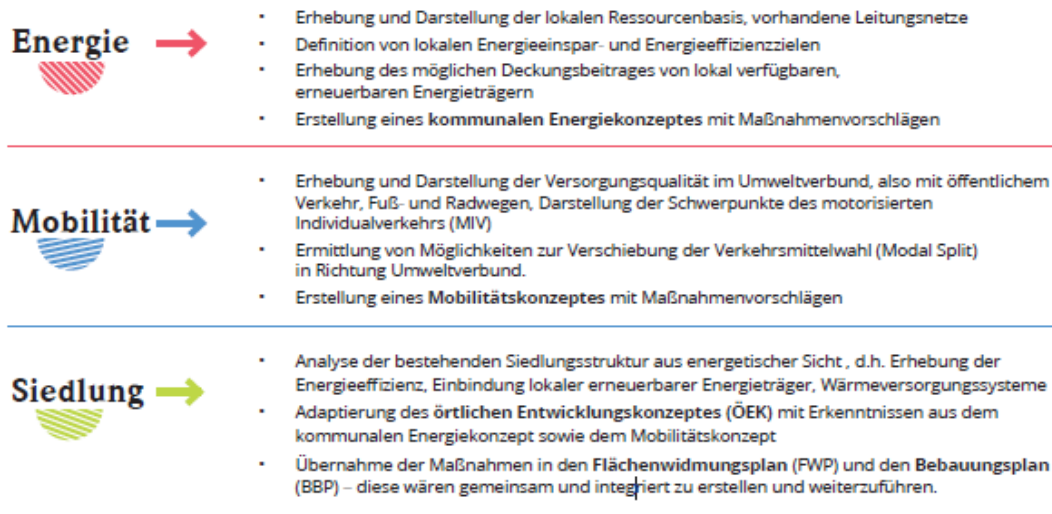 Energie
· Erhebung und Darstellung der lokalen Ressourcenbasis, vorhandene Leitungsnetze
· Definition von lokalen Energieeinspar- und Energieeffizienzzielen
· Erhebung des möglichen Deckungsbeitrages von lokal verfügbaren,
erneuerbaren Energieträgern
· Erstellung eines kommunalen Energiekonzeptes mit Maßnahmenvorschlägen
Mobilität
· Erhebung und Darstellung der Versorgungsqualität im Umweltverbund, also mit öffentlichem
Verkehr, Fuß- und Radwegen, Darstellung der Schwerpunkte des motorisierten
Individualverkehrs (MIV)
· Ermittlung von Möglichkeiten zur Verschiebung der Verkehrsmittelwahl (Modal Split)
in Richtung Umweltverbund.
· Erstellung eines Mobilitätskonzeptes mit Maßnahmenvorschlägen
Siedlung
· Analyse der bestehenden Siedlungsstruktur aus energetischer Sicht , d.h. Erhebung der
Energieeffizienz, Einbindung lokaler erneuerbarer Energieträger, Wärmeversorgungssysteme
· Adaptierung des örtlichen Entwicklungskonzeptes (ÖEK) mit Erkenntnissen aus dem
kommunalen Energiekonzept sowie dem Mobilitätskonzept
· Übernahme der Maßnahmen in den Flächenwidmungsplan (FWP) und den Bebauungsplan
(BBP) – diese wären gemeinsam und integriert zu erstellen und weiterzuführen.